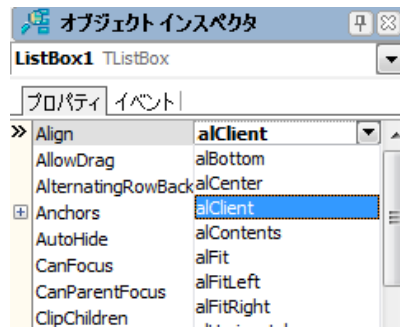 オブジェクト インスペクタ
ListBox1 TListBox
プロパティ イベント
Align alClient
AllowDrag alBottom
AlternatingRowBack alCenter
Anchors alClient
AutoHide alContents
CanFocus alFit
CanParentFocus alFitLeft
ClipChildren alFitRight